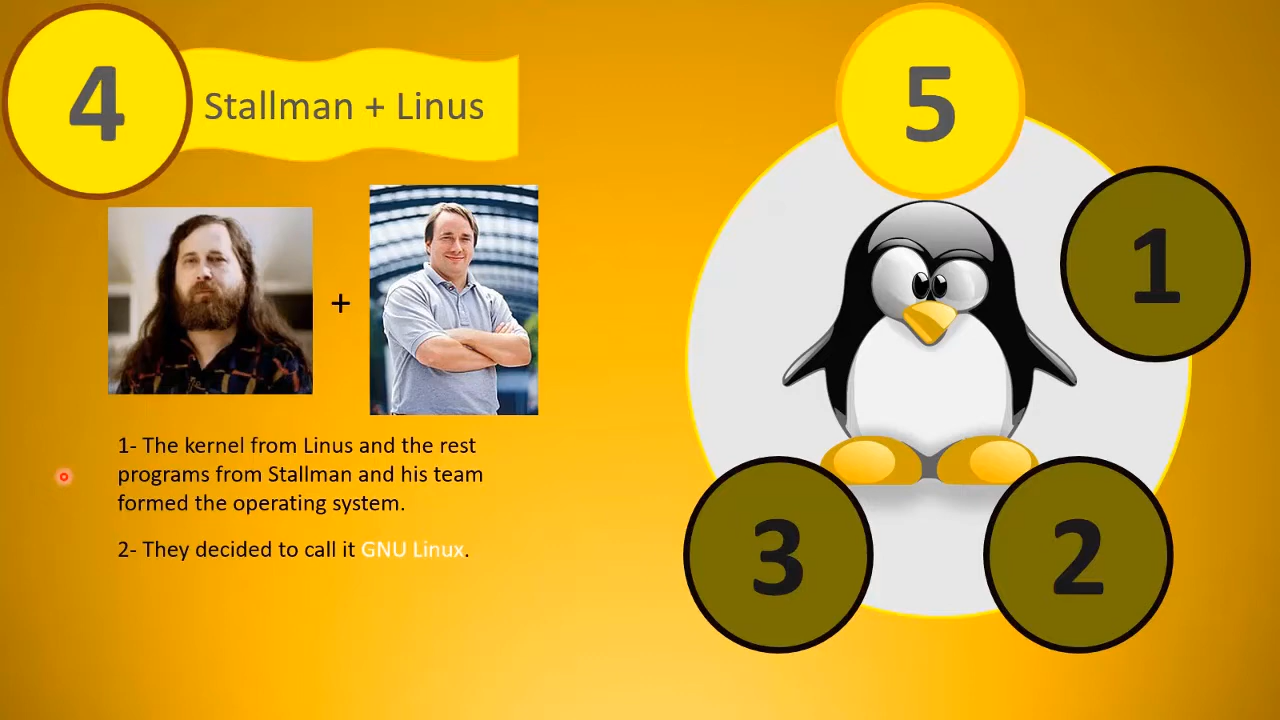 4
Stallman + Linus
+
1- The kernel from Linus and the rest
programs from Stallman and his team
formed the operating system.
2- They decided to call it GNU Linux.
5
1
3
2